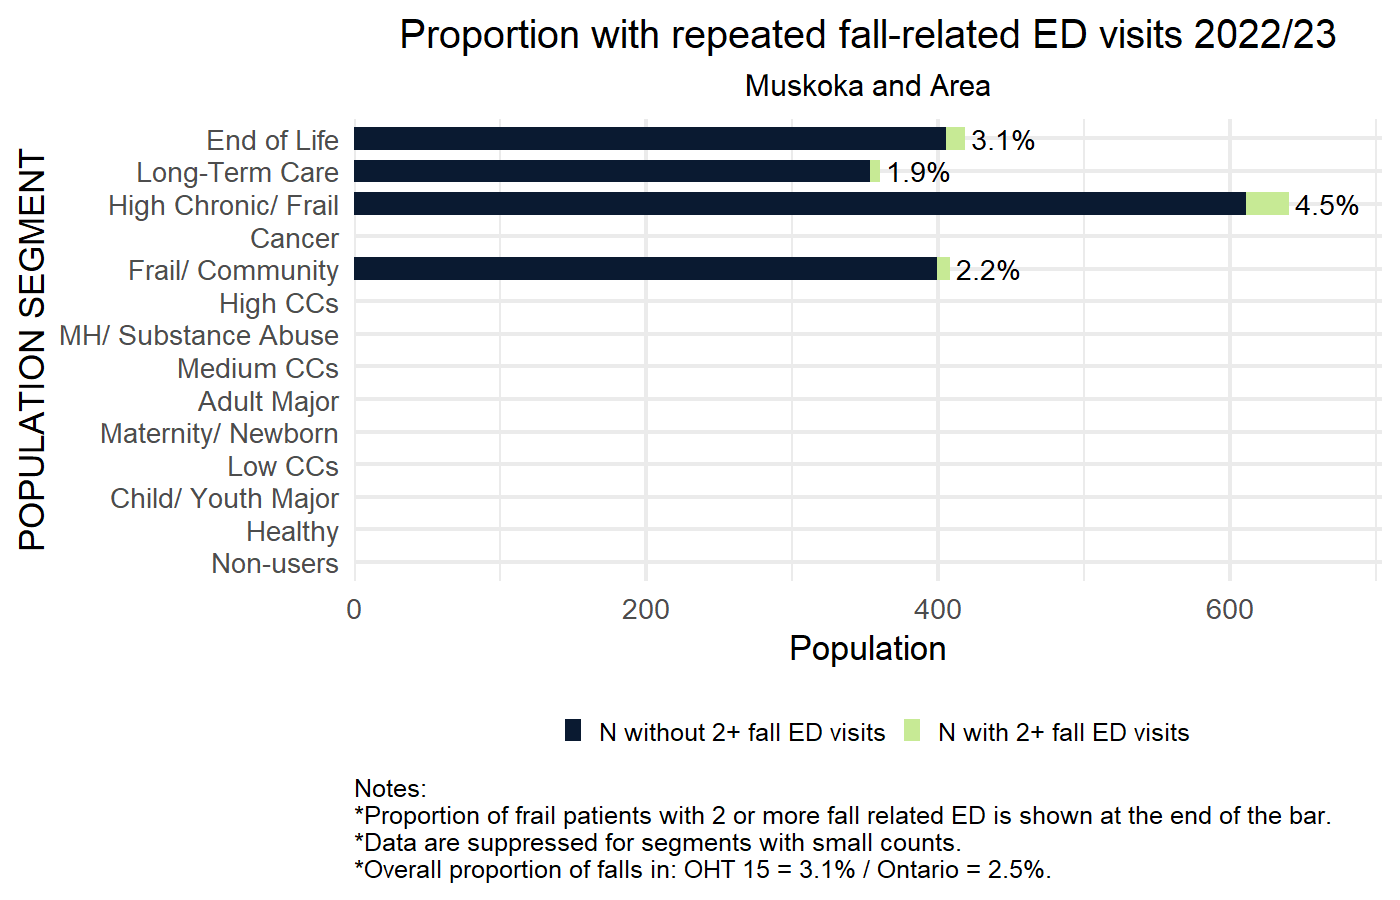 Proportion with repeated fall-related ED visits 2022/23
Muskoka and Area
POPULATION SEGMENT
End of Life 3.1%
Long-Term Care 1.9%
High Chronic/ Frail 4.5%
Cancer
Frail/ Community 2.2%
High CCs
MH/ Substance Abuse
Medium CCs
Adult Major
Maternity/ Newborn
Low CCs
Child/ Youth Major
Healthy
Non-users
0 200 400 600
Population
N without 2+ fall ED visits N with 2+ fall ED visits
Notes:
*Proportion of frail patients with 2 or more fall related ED is shown at the end of the bar.
*Data are suppressed for segments with small counts.
*Overall proportion of falls in: OHT 15 = 3.1% / Ontario = 2.5%.